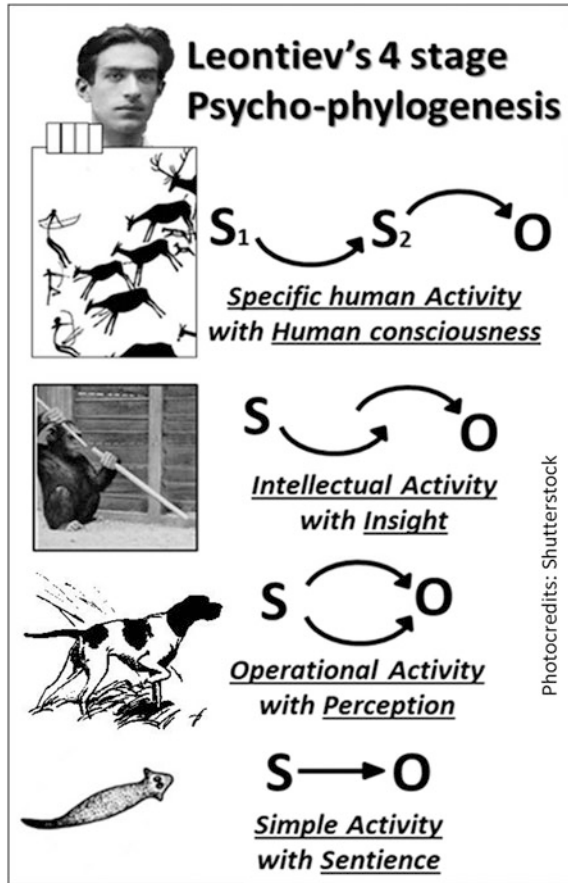 Leontiev's 4 stage
Psycho-phylogenesis
S₁ S₂ O
Specific human Activity
with Human consciousness
S O
Intellectual Activity
with Insight
S O
Operational Activity
with Perception
S O
Simple Activity
with Sentience
Photocredits: Shutterstock